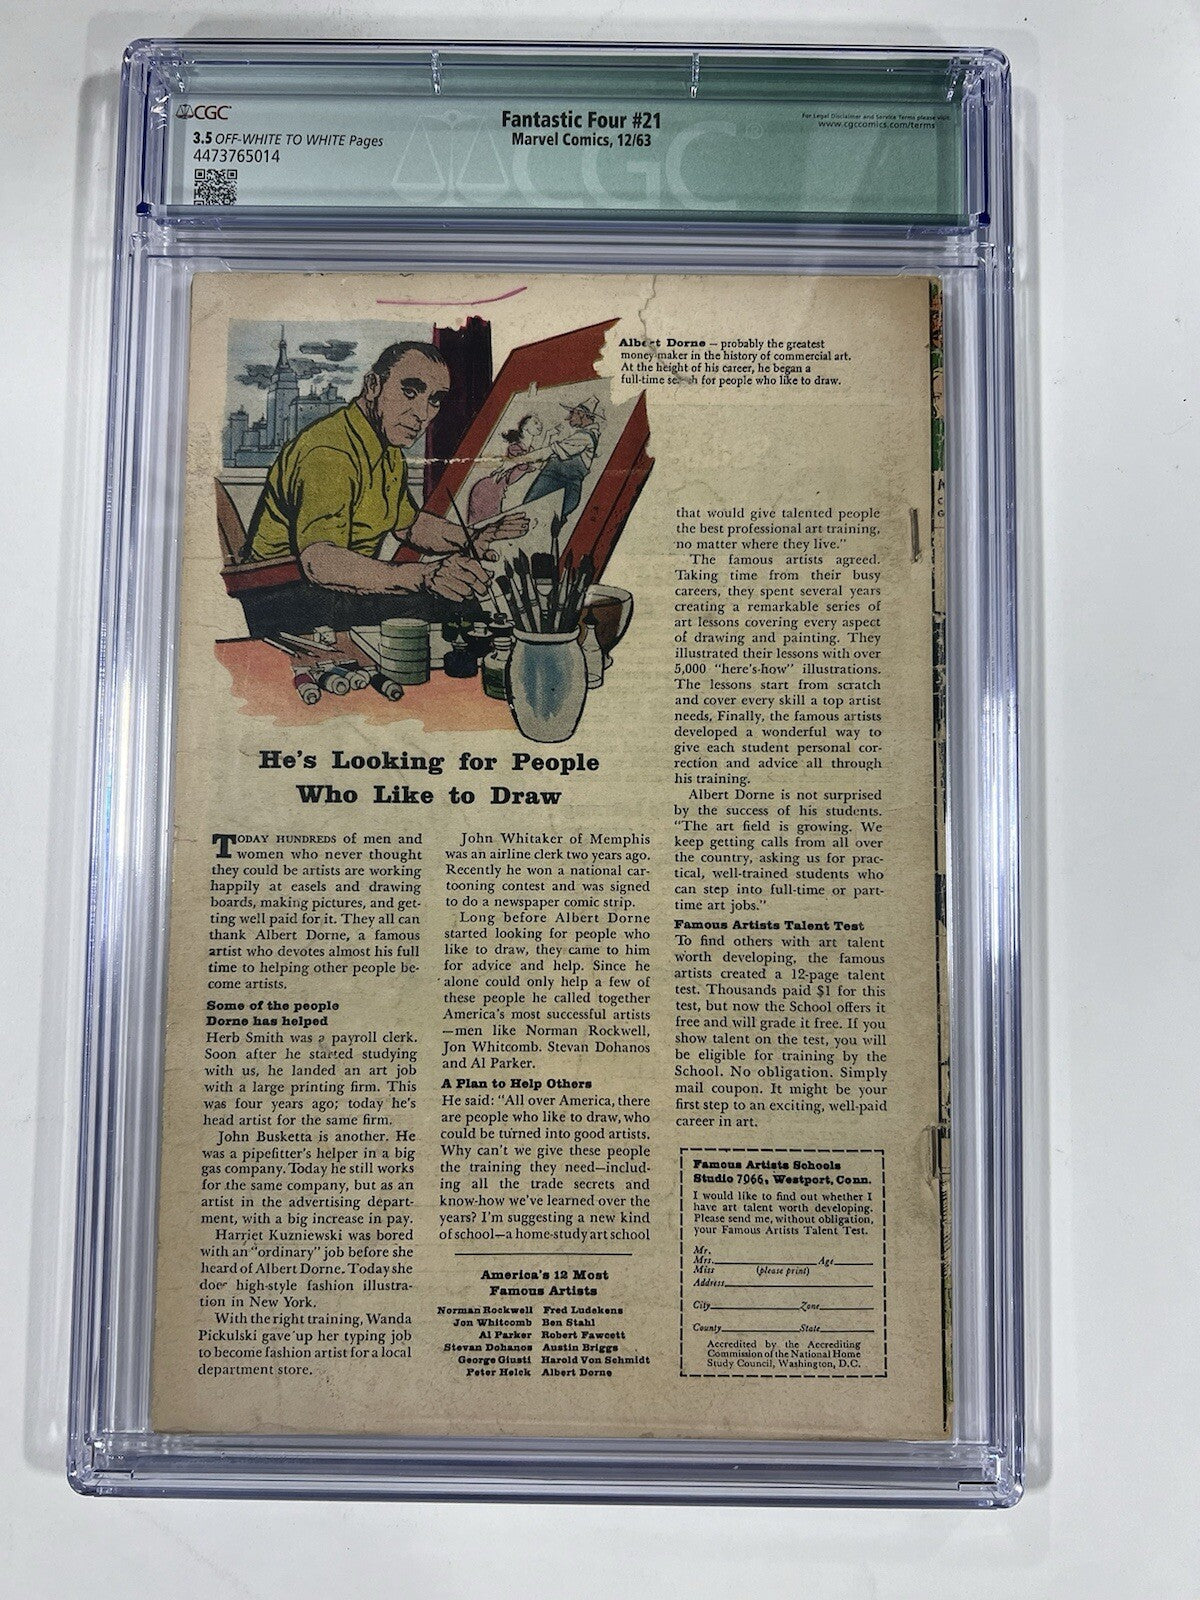 CGC
3.5 OFF-WHITE TO WHITE Pages
4473765014
Fantastic Four #21
Marvel Comics, 12/63
For Legal Disclaimer and Service Terms please visit:
www.cgccomics.com/terms
CGC
Albert Dorne — probably the greatest
money maker in the history of commercial art.
At the height of his career, he began a
full-time se h for people who like to draw.
He's Looking for People
Who Like to Draw
TODAY HUNDREDS of men and
women who never thought
they could be artists are working
happily at easels and drawing
boards, making pictures, and get-
ting well paid for it. They all can
thank Albert Dorne, a famous
artist who devotes almost his full
time to helping other people be-
come artists.
Some of the people
Dorne has helped
Herb Smith was a payroll clerk.
Soon after he started studying
with us, he landed an art job
with a large printing firm. This
was four years ago; today he's
head artist for the same firm.
John Busketta is another. He
was a pipefitter's helper in a big
gas company. Today he still works
for the same company, but as an
artist in the advertising depart-
ment, with a big increase in pay.
Harriet Kuzniewski was bored
with an "ordinary" job before she
heard of Albert Dorne. Today she
does high-style fashion illustra-
tion in New York.
With the right training, Wanda
Pickulski gave up her typing job
to become fashion artist for a local
department store.
John Whitaker of Memphis
was an airline clerk two years ago.
Recently he won a national car-
tooning contest and was signed
to do a newspaper comic strip.
Long before Albert Dorne
started looking for people who
like to draw, they came to him
for advice and help. Since he
alone could only help a few of
these people he called together
America's most successful artists
—men like Norman Rockwell,
Jon Whitcomb. Stevan Dohanos
and Al Parker.
A Plan to Help Others
He said: "All over America, there
are people who like to draw, who
could be turned into good artists.
Why can't we give these people
the training they need—includ-
ing all the trade secrets and
know-how we've learned over the
years? I'm suggesting a new kind
of school—a home-study art school
America's 12 Most
Famous Artists
Norman Rockwell Fred Ludekens
Jon Whitcomb Ben Stahl
Al Parker Robert Fawcett
Stevan Dohanos Austin Briggs
George Giusti Harold Von Schmidt
Peter Helck Albert Dorne
that would give talented people
the best professional art training,
no matter where they live."
The famous artists agreed.
Taking time from their busy
careers, they spent several years
creating a remarkable series of
art lessons covering every aspect
of drawing and painting. They
illustrated their lessons with over
5,000 "here's-how" illustrations.
The lessons start from scratch
and cover every skill a top artist
needs, Finally, the famous artists
developed a wonderful way to
give each student personal cor-
rection and advice all through
his training.
Albert Dorne is not surprised
by the success of his students.
"The art field is growing. We
keep getting calls from all over
the country, asking us for prac-
tical, well-trained students who
can step into full-time or part-
time art jobs."
Famous Artists Talent Test
To find others with art talent
worth developing, the famous
artists created a 12-page talent
test. Thousands paid $1 for this
test, but now the School offers it
free and will grade it free. If you
show talent on the test, you will
be eligible for training by the
School. No obligation. Simply
mail coupon. It might be your
first step to an exciting, well-paid
career in art.
Famous Artists Schools
Studio 7066, Westport, Conn.
I would like to find out whether I
have art talent worth developing.
Please send me, without obligation,
your Famous Artists Talent Test.
Mr.
Mrs. Age
Miss (please print)
Address
City Zone
County State
Accredited by the Accrediting
Commission of the National Home
Study Council, Washington, D.C.